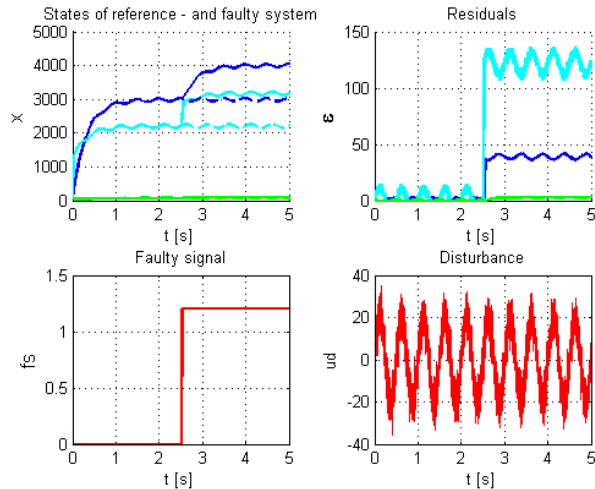 States of reference - and faulty system
5000
4000
3000
2000
1000
0
X
0 1 2 3 4 5
t [s]
Residuals
150
100
50
0
ε
0 1 2 3 4 5
t [s]
Faulty signal
1.5
1
0.5
0
fs
0 1 2 3 4 5
t [s]
Disturbance
40
20
0
-20
-40
ud
0 1 2 3 4 5
t [s]